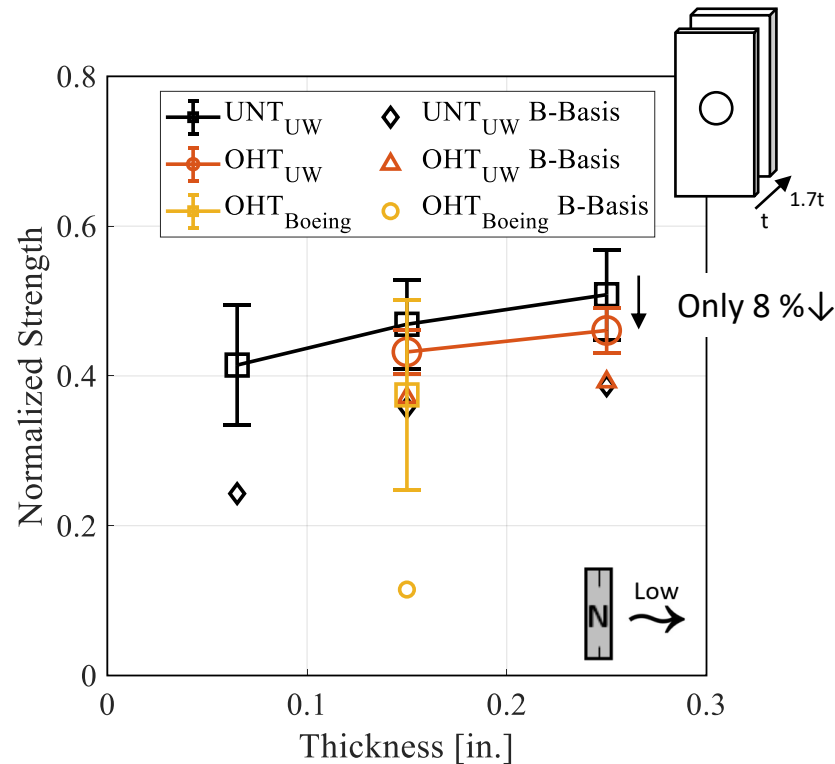 0.8
0.6
0.4
0.2
0
Normalized Strength
0
0.1
0.2
0.3
Thickness [in.]
UNT_UW
UNT_UW B-Basis
OHT_UW
OHT_UW B-Basis
OHT_Boeing
OHT_Boeing B-Basis
t
1.7t
Only 8 %↓
N
Low